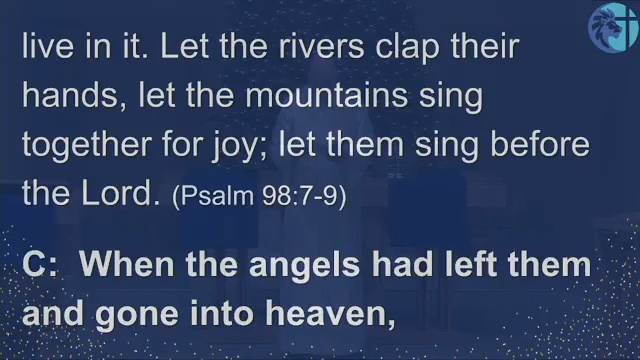 live in it. Let the rivers clap their
hands, let the mountains sing
together for joy; let them sing before
the Lord. (Psalm 98:7-9)
C:  When the angels had left them
and gone into heaven,